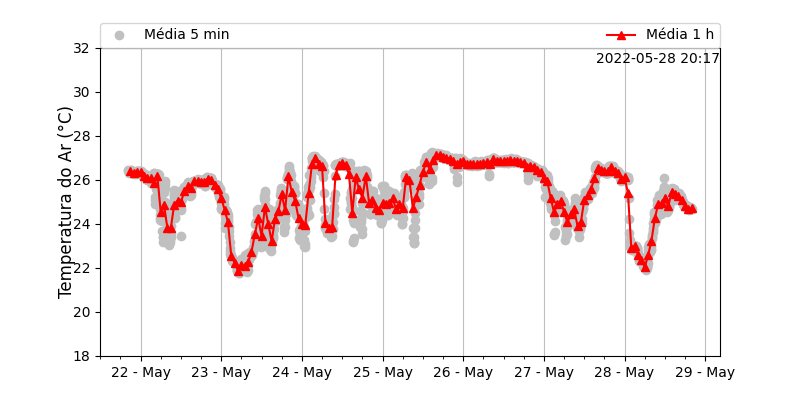 Média 5 min
Média 1 h
2022-05-28 20:17
Temperatura do Ar (°C)
32
30
28
26
24
22
20
18
22 - May
23 - May
24 - May
25 - May
26 - May
27 - May
28 - May
29 - May